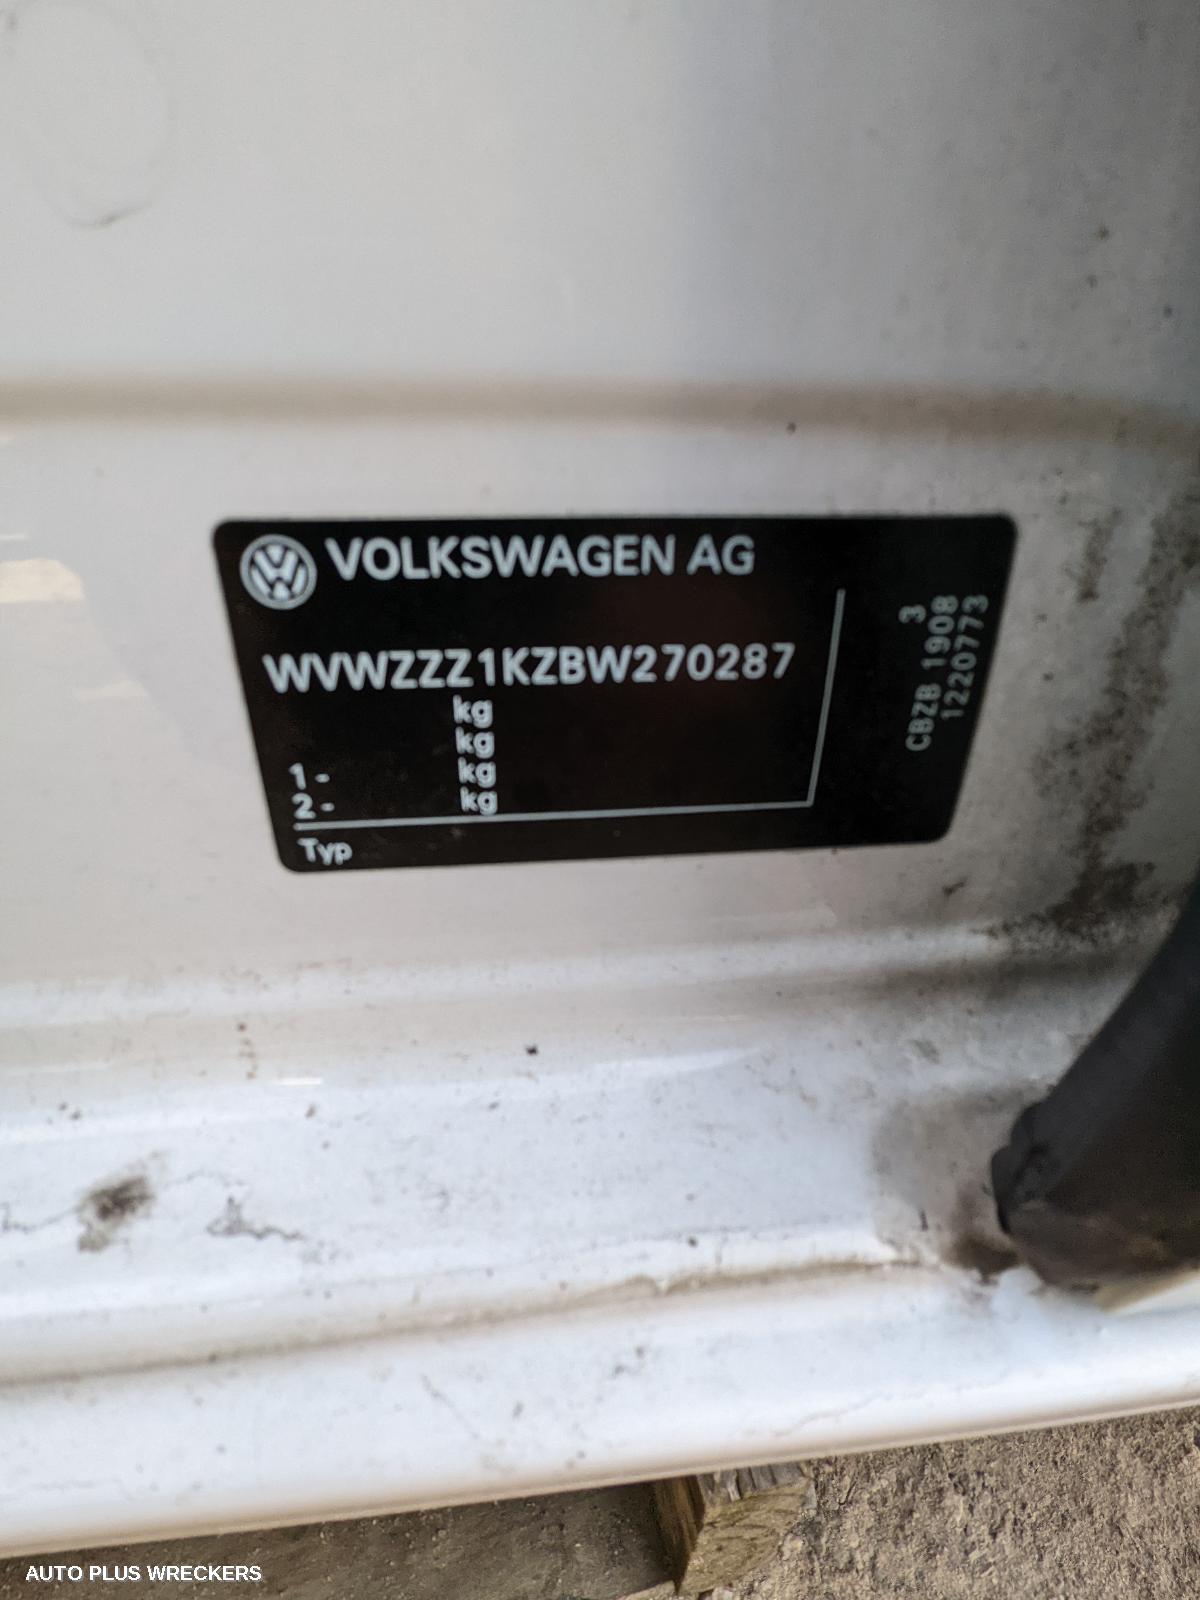 VOLKSWAGEN AG
WVWZZZ1KZBW270287
kg
kg
1 - kg
2 - kg
Typ
3
CBZB 1908
1220773
AUTO PLUS WRECKERS